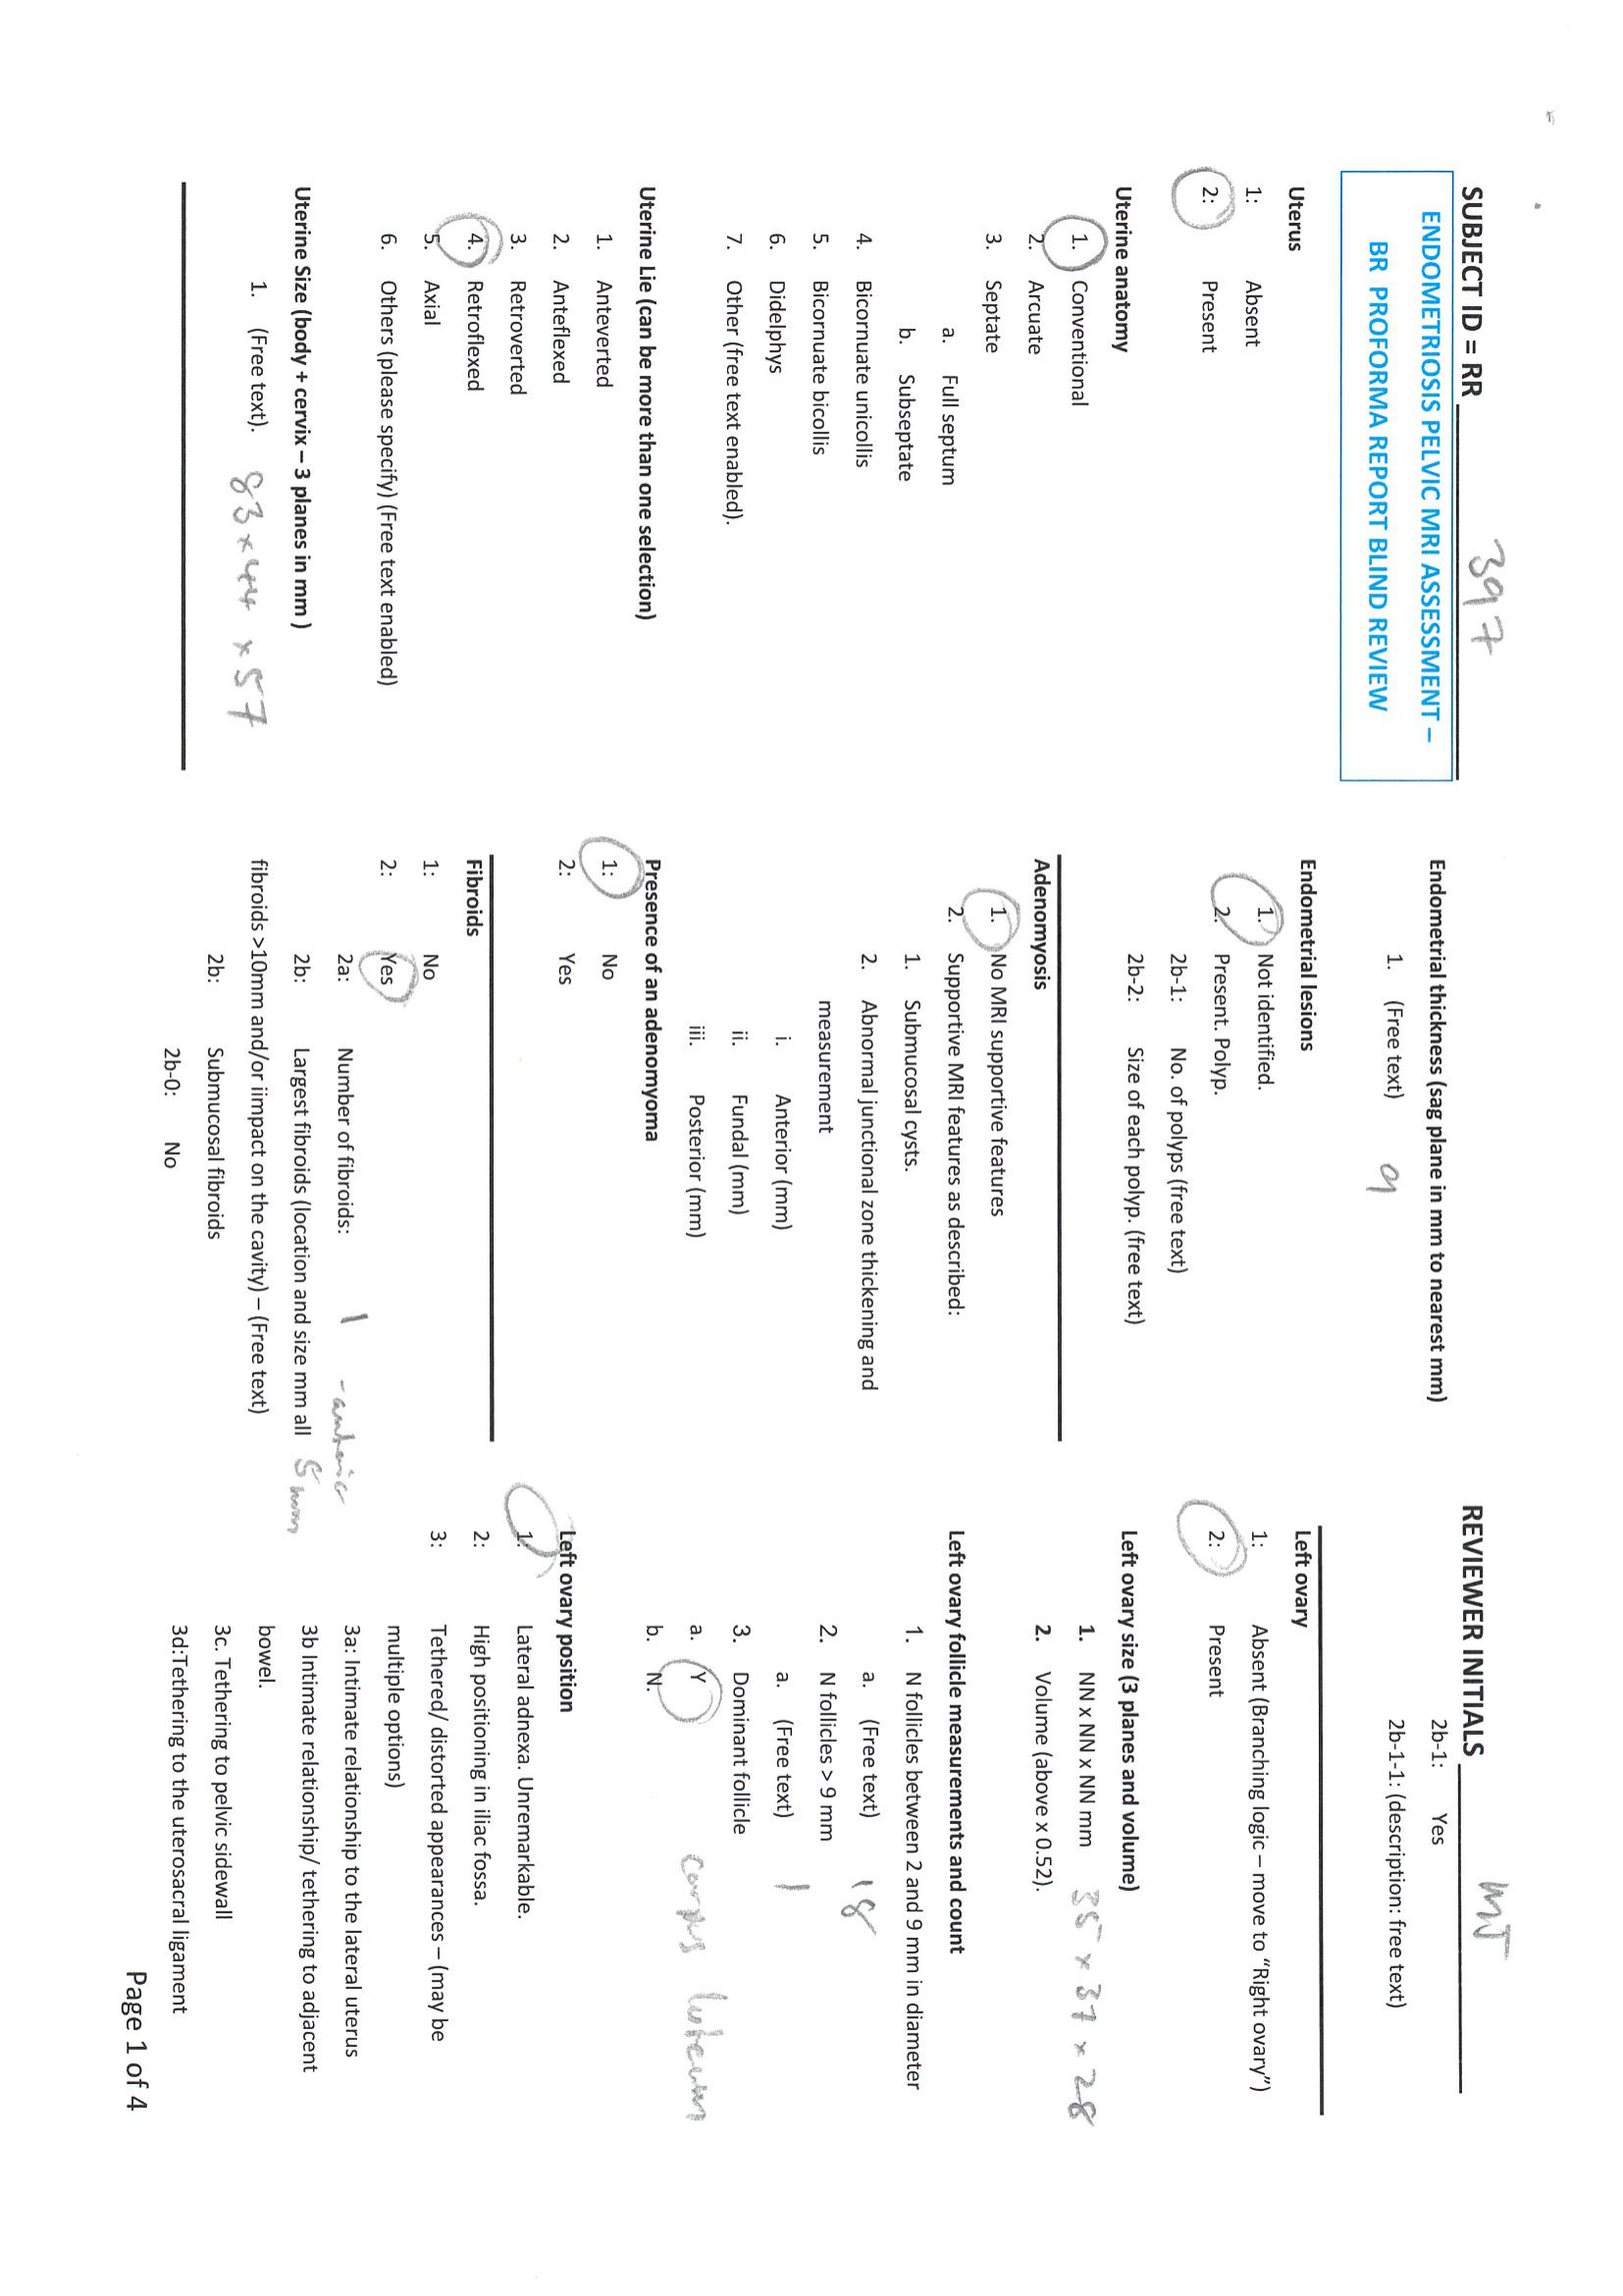 SUBJECT ID = RR 397
ENDOMETRIOSIS PELVIC MRI ASSESSMENT –
BR PROFORMA REPORT BLIND REVIEW
Uterus
1: Absent
2: Present
Uterine anatomy
1. Conventional
2. Arcuate
3. Septate
a. Full septum
b. Subseptate
4. Bicornuate unicollis
5. Bicornuate bicollis
6. Didelphys
7. Other (free text enabled).
Uterine Lie (can be more than one selection)
1. Anteverted
2. Anteflexed
3. Retroverted
4. Retroflexed
5. Axial
6. Others (please specify) (Free text enabled)
Uterine Size (body + cervix – 3 planes in mm )
1. (Free text). 83 x 44 x 57
Endometrial thickness (sag plane in mm to nearest mm)
1. (Free text) 9
Endometrial lesions
1. Not identified.
2. Present. Polyp.
2b-1: No. of polyps (free text)
2b-2: Size of each polyp. (free text)
Adenomyosis
1. No MRI supportive features
2. Supportive MRI features as described:
1. Submucosal cysts.
2. Abnormal junctional zone thickening and
measurement
i. Anterior (mm)
ii. Fundal (mm)
iii. Posterior (mm)
Presence of an adenomyoma
1: No
2: Yes
Fibroids
1: No
2: Yes
2a: Number of fibroids: 1 - anterior
2b: Largest fibroids (location and size mm all 5mm
fibroids >10mm and/or iimpact on the cavity) – (Free text)
2b: Submucosal fibroids
2b-0: No
REVIEWER INITIALS MJ
2b-1: Yes
2b-1-1: (description: free text)
Left ovary
1: Absent (Branching logic – move to “Right ovary”)
2: Present
Left ovary size (3 planes and volume)
1. NN x NN x NN mm 35 x 37 x 28
2. Volume (above x 0.52).
Left ovary follicle measurements and count
1. N follicles between 2 and 9 mm in diameter
a. (Free text) 18
2. N follicles > 9 mm
a. (Free text) 1
3. Dominant follicle
a. Y corpus luteum
b. N.
Left ovary position
1: Lateral adnexa. Unremarkable.
2: High positioning in iliac fossa.
3: Tethered/ distorted appearances – (may be
multiple options)
3a: Intimate relationship to the lateral uterus
3b Intimate relationship/ tethering to adjacent
bowel.
3c. Tethering to pelvic sidewall
3d:Tethering to the uterosacral ligament
Page 1 of 4